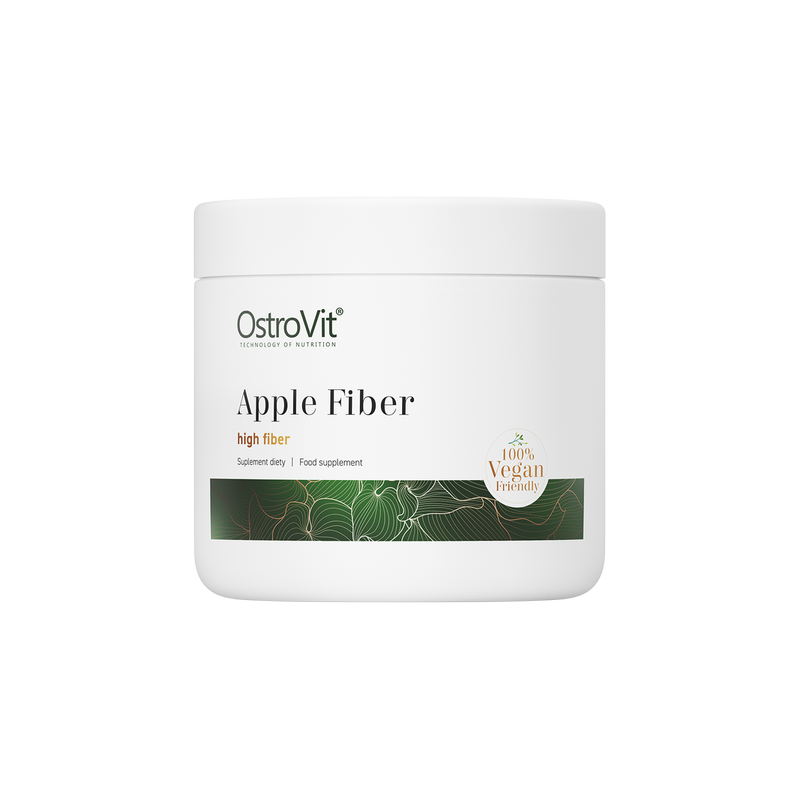 OstroVit®
TECHNOLOGY OF NUTRITION
Apple Fiber
high fiber
Suplement diety | Food supplement
100%
Vegan
Friendly